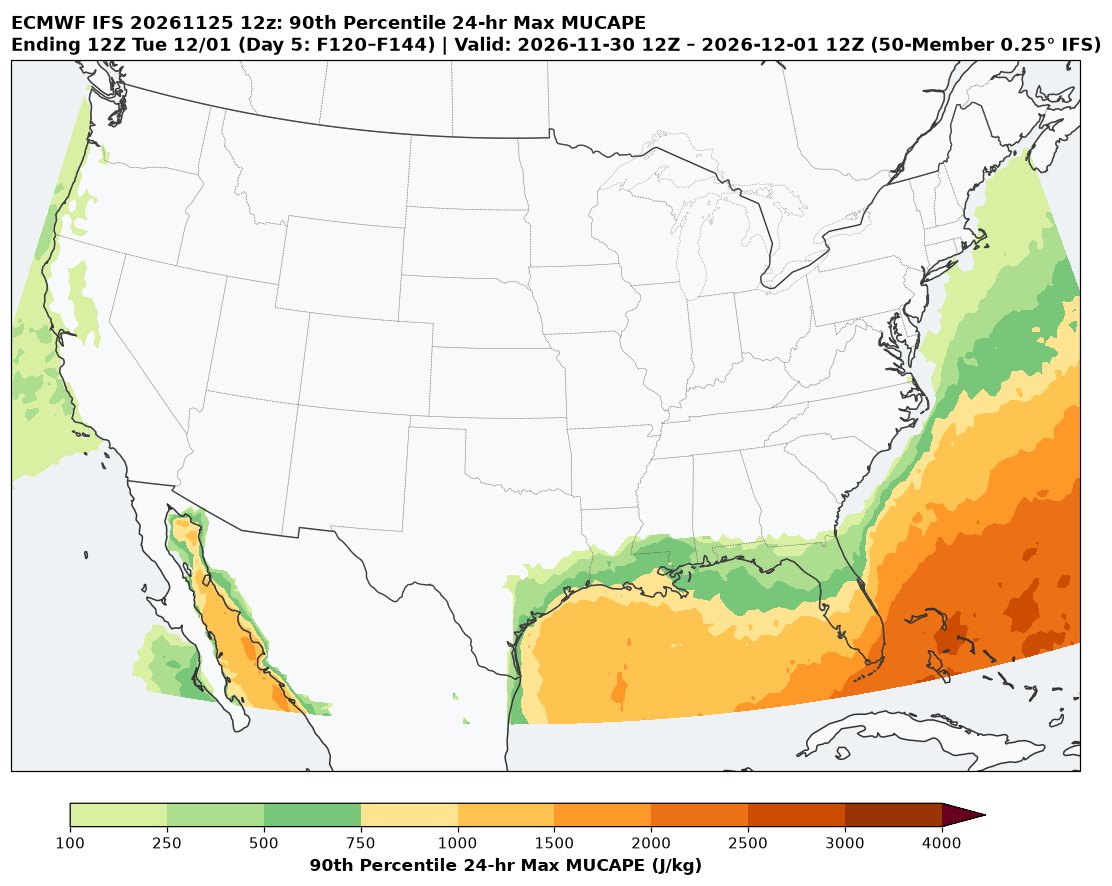 ECMWF IFS 20261125 12z: 90th Percentile 24-hr Max MUCAPE
Ending 12Z Tue 12/01 (Day 5: F120–F144) | Valid: 2026-11-30 12Z – 2026-12-01 12Z (50-Member 0.25° IFS)
100 250 500 750 1000 1500 2000 2500 3000 4000
90th Percentile 24-hr Max MUCAPE (J/kg)